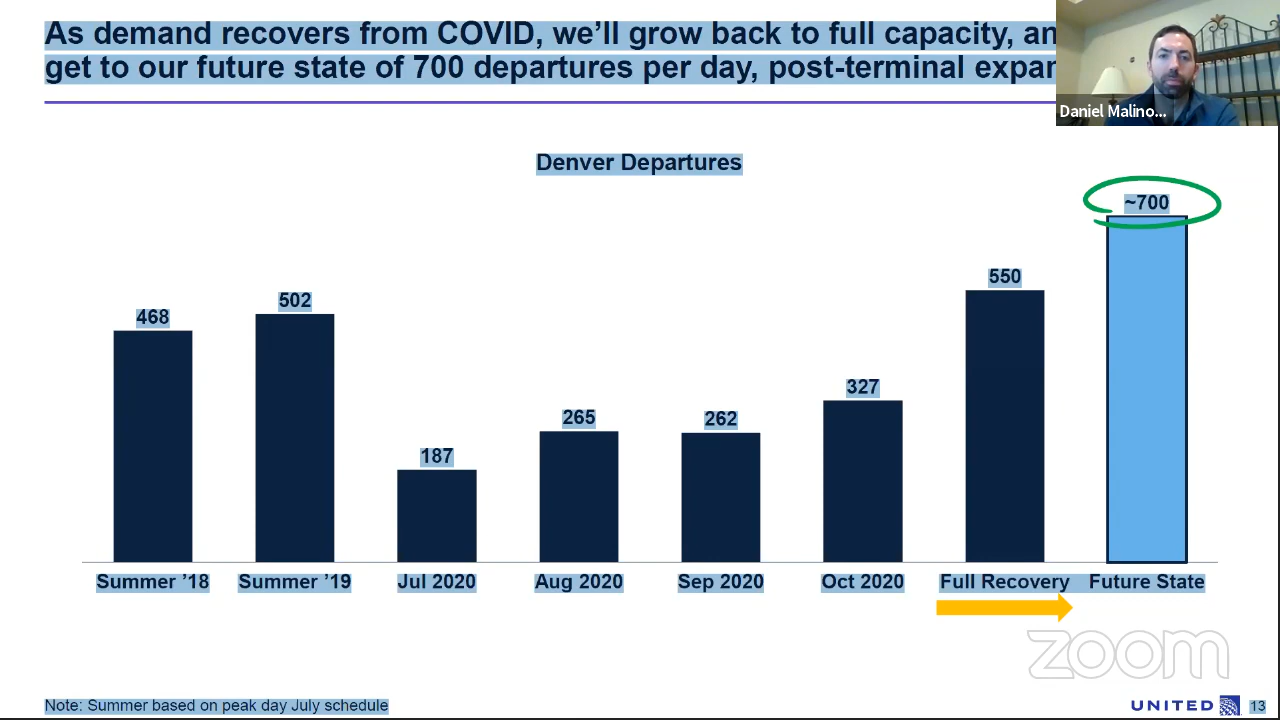 As demand recovers from COVID, we’ll grow back to full capacity, an
get to our future state of 700 departures per day, post-terminal expan
Daniel Malino...
Denver Departures
~700
550
502
468
327
265
262
187
Summer ’18 Summer ’19 Jul 2020 Aug 2020 Sep 2020 Oct 2020 Full Recovery Future State
zoom
Note: Summer based on peak day July schedule
UNITED 13